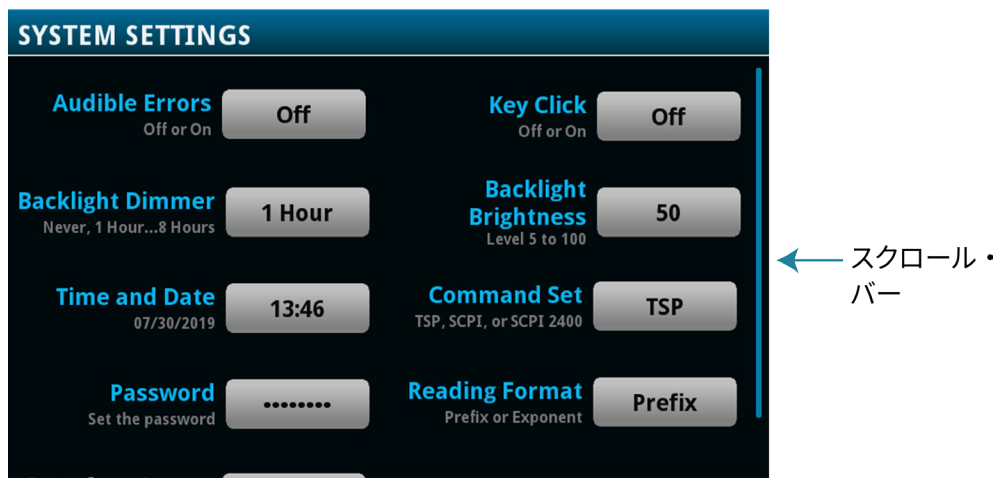 SYSTEM SETTINGS
Audible Errors
Off or On
Off
Key Click
Off or On
Off
Backlight Dimmer
Never, 1 Hour...8 Hours
1 Hour
Backlight
Brightness
Level 5 to 100
50
Time and Date
07/30/2019
13:46
Command Set
TSP, SCPI, or SCPI 2400
TSP
Password
Set the password
••••••••
Reading Format
Prefix or Exponent
Prefix
スクロール・
バー